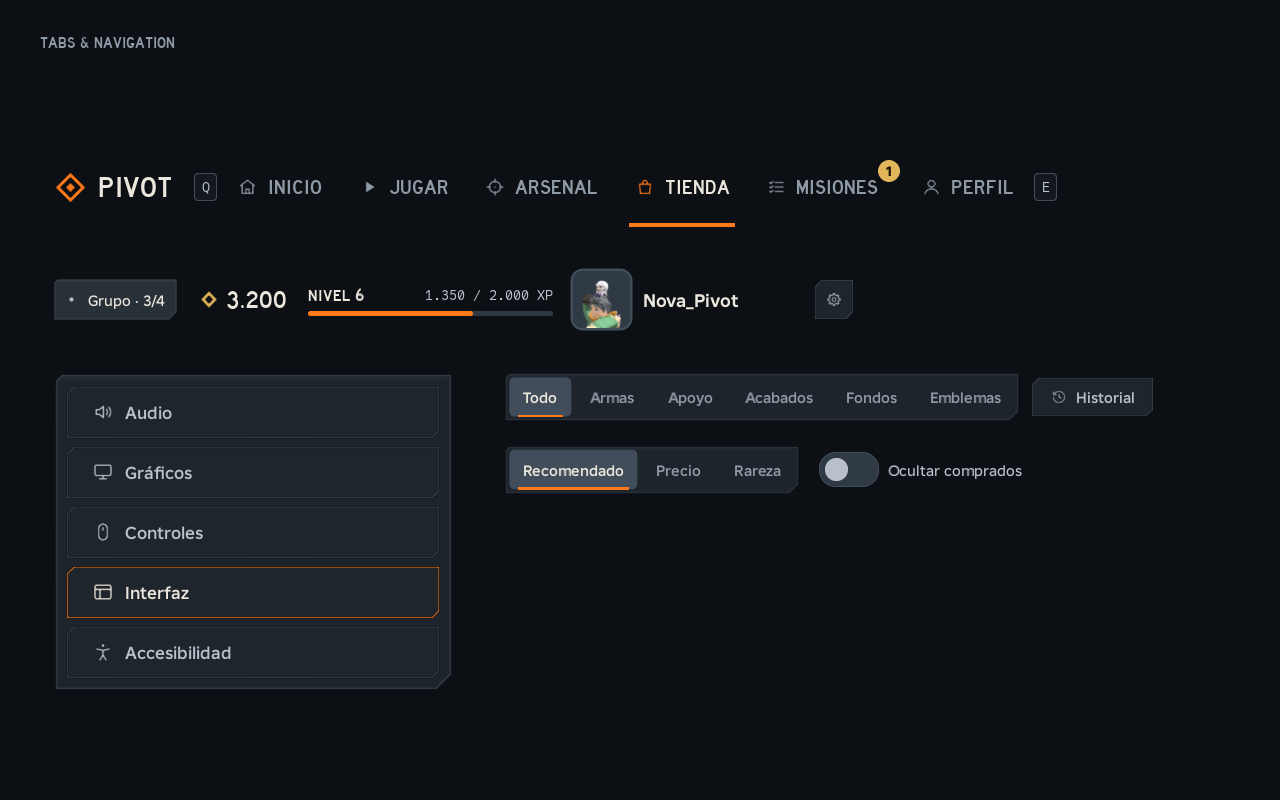 TABS & NAVIGATION
PIVOT Q INICIO JUGAR ARSENAL TIENDA MISIONES 1 PERFIL E
Grupo · 3/4 3.200 NIVEL 6 1.350 / 2.000 XP Nova_Pivot
Audio
Gráficos
Controles
Interfaz
Accesibilidad
Todo Armas Apoyo Acabados Fondos Emblemas Historial
Recomendado Precio Rareza Ocultar comprados